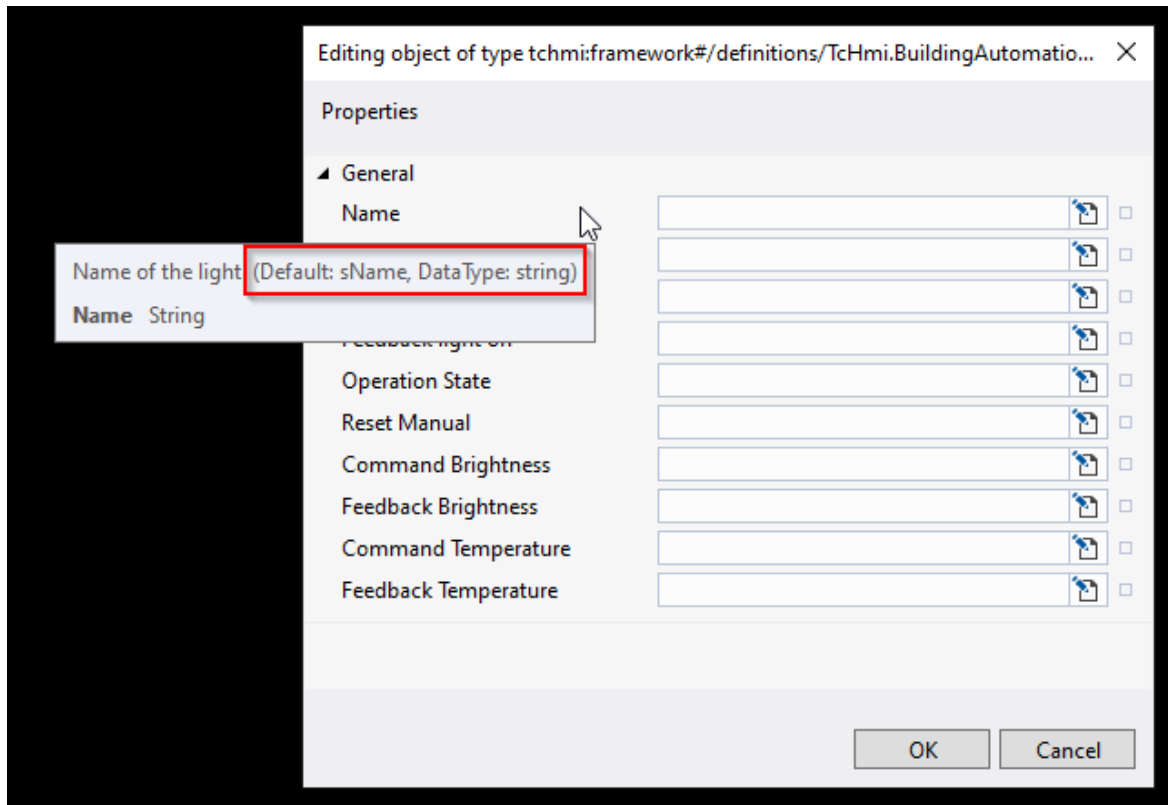 Editing object of type tchmi:framework#/definitions/TcHmi.BuildingAutomatio...
Properties
General
Name
Name of the light (Default: sName, DataType: string)
Name String
Operation State
Reset Manual
Command Brightness
Feedback Brightness
Command Temperature
Feedback Temperature
OK Cancel